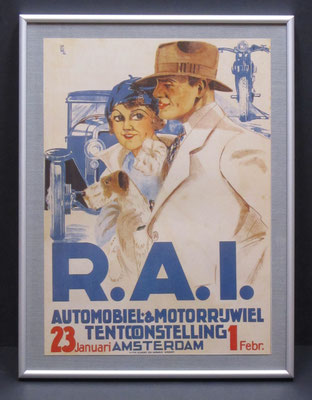 R.A.I.
AUTOMOBIEL-&MOTORRIJWIEL
TENTOONSTELLING
23 Januari AMSTERDAM 1 Febr.